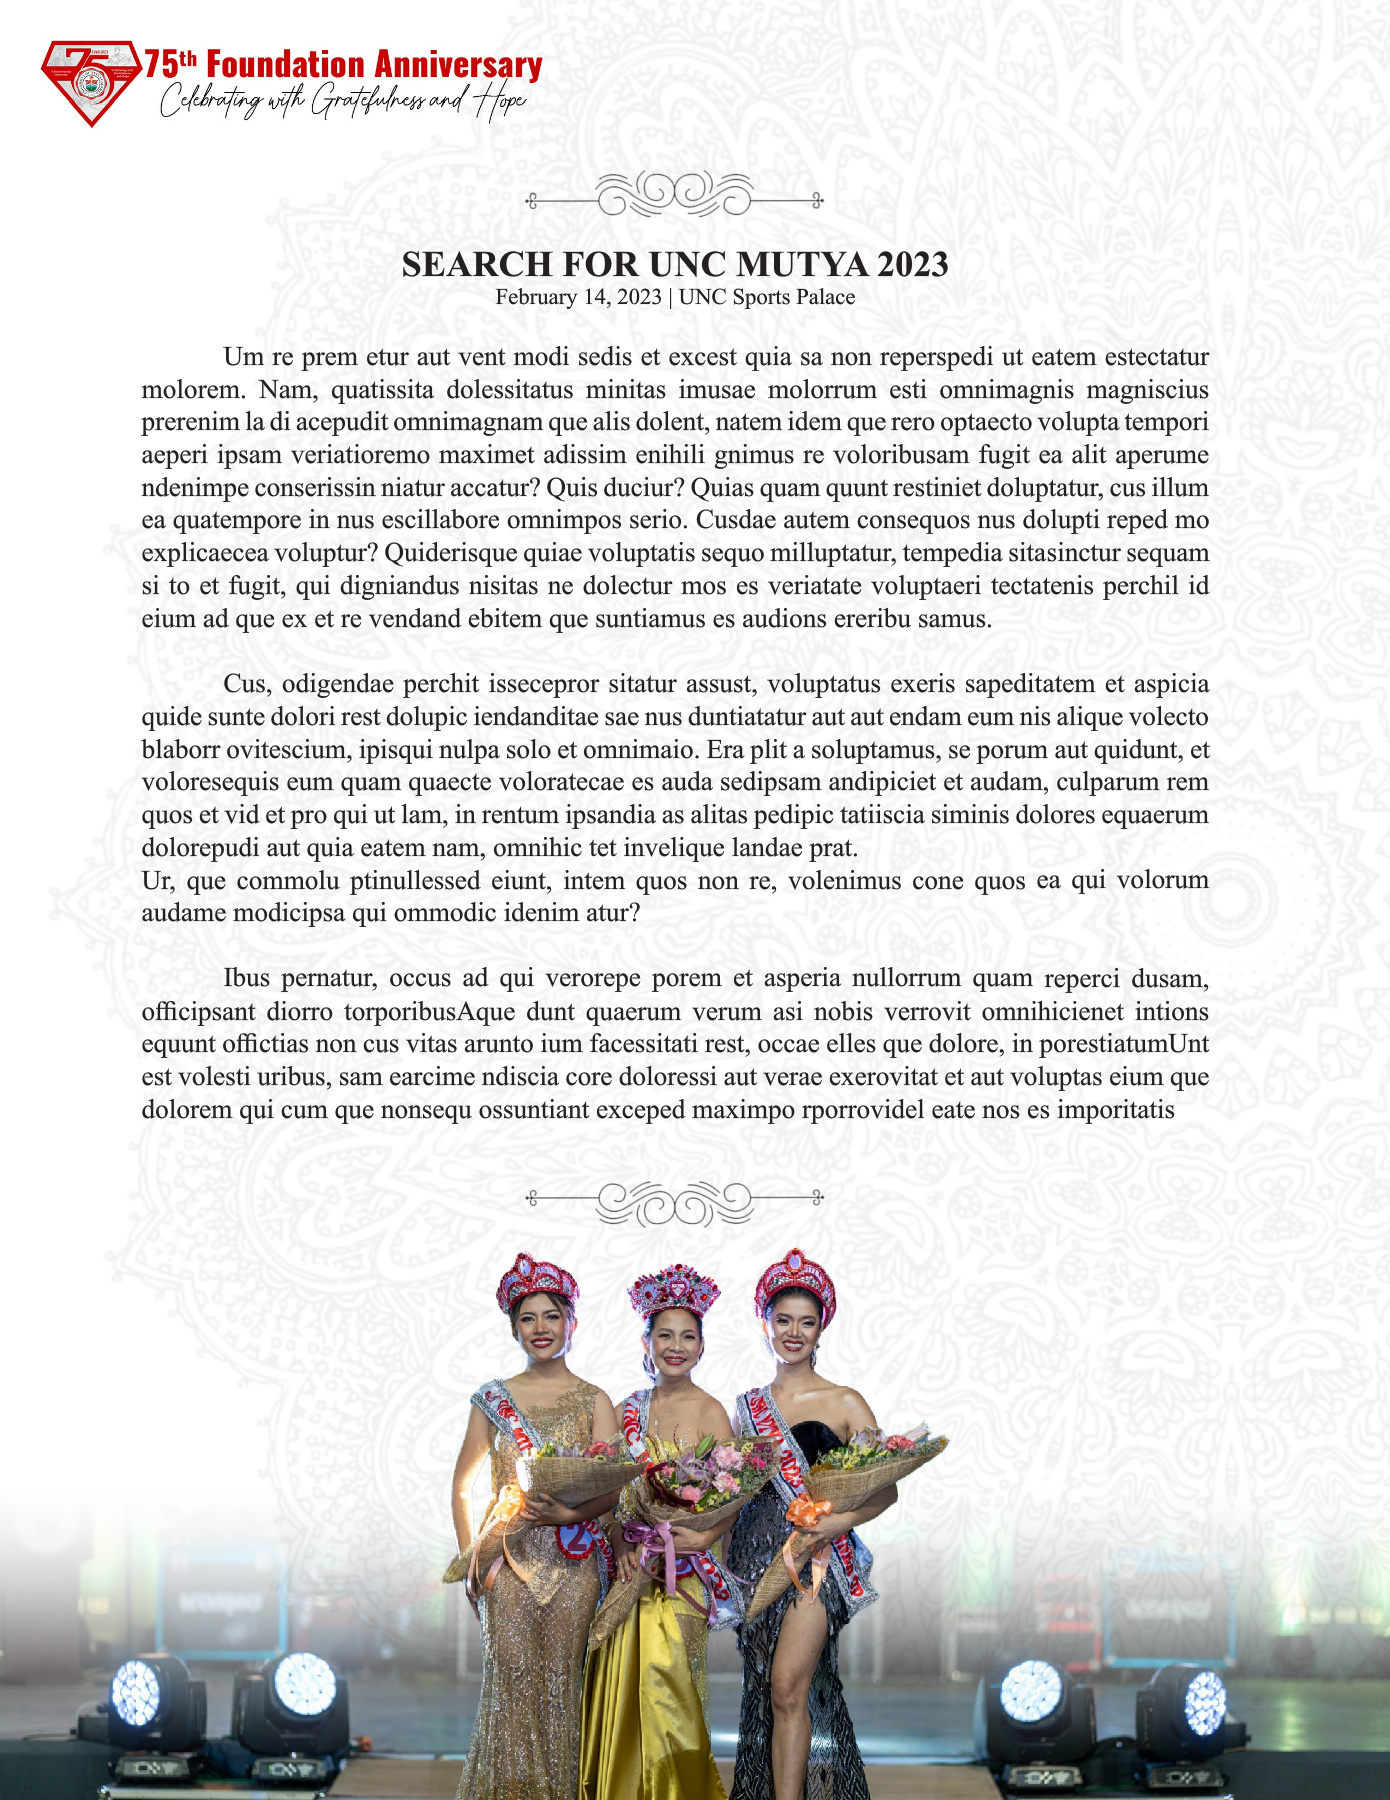 75th Foundation Anniversary
Celebrating with Gratefulness and Hope
SEARCH FOR UNC MUTYA 2023
February 14, 2023 | UNC Sports Palace
Um re prem etur aut vent modi sedis et excest quia sa non reperspedi ut eatem estectatur
molorem. Nam, quatissita dolessitatus minitas imusae molorrum esti omnimagnis magniscius
prerenim la di acepudit omnimagnam que alis dolent, natem idem que rero optaecto volupta tempori
aeperi ipsam veriatioremo maximet adissim enihili gnimus re voloribusam fugit ea alit aperume
ndenimpe conserissin niatur accatur? Quis duciur? Quias quam quunt restiniet doluptatur, cus illum
ea quatempore in nus escillabore omnimpos serio. Cusdae autem consequos nus dolupti reped mo
explicaecea voluptur? Quiderisque quiae voluptatis sequo milluptatur, tempedia sitasinctur sequam
si to et fugit, qui digniandus nisitas ne dolectur mos es veriatate voluptaeri tectatenis perchil id
eium ad que ex et re vendand ebitem que suntiamus es audions ereribu samus.
Cus, odigendae perchit issecepror sitatur assust, voluptatus exeris sapeditatem et aspicia
quide sunte dolori rest dolupic iendanditae sae nus duntiatatur aut aut endam eum nis alique volecto
blaborr ovitescium, ipisqui nulpa solo et omnimaio. Era plit a soluptamus, se porum aut quidunt, et
voloresequis eum quam quaecte voloratecae es auda sedipsam andipiciet et audam, culparum rem
quos et vid et pro qui ut lam, in rentum ipsandia as alitas pedipic tatiiscia siminis dolores equaerum
dolorepudi aut quia eatem nam, omnihic tet invelique landae prat.
Ur, que commolu ptinullessed eiunt, intem quos non re, volenimus cone quos ea qui volorum
audame modicipsa qui ommodic idenim atur?
Ibus pernatur, occus ad qui verorepe porem et asperia nullorrum quam reperci dusam,
officipsant diorro torporibusAque dunt quaerum verum asi nobis verrovit omnihicienet intions
equunt offictias non cus vitas arunto ium facessitati rest, occae elles que dolore, in porestiatumUnt
est volesti uribus, sam earcime ndiscia core doloressi aut verae exerovitat et aut voluptas eium que
dolorem qui cum que nonsequ ossuntiant exceped maximpo rporrovidel eate nos es imporitatis
2